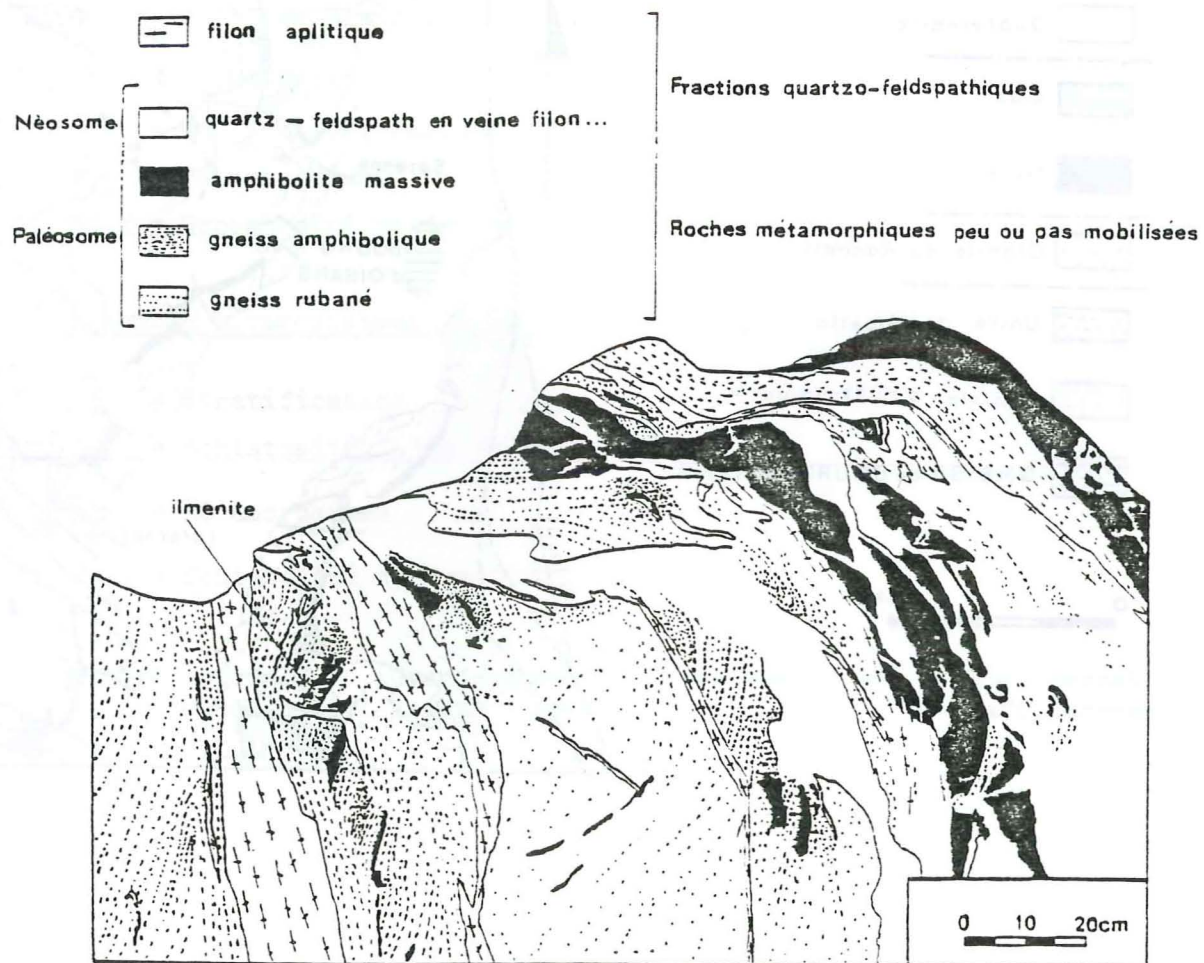 filon aplitique
Nèosome
quartz – feldspath en veine filon...
amphibolite massive
Paléosome
gneiss amphibolique
gneiss rubané
Fractions quartzo-feldspathiques
Roches métamorphiques peu ou pas mobilisées
ilmenite
0 10 20cm